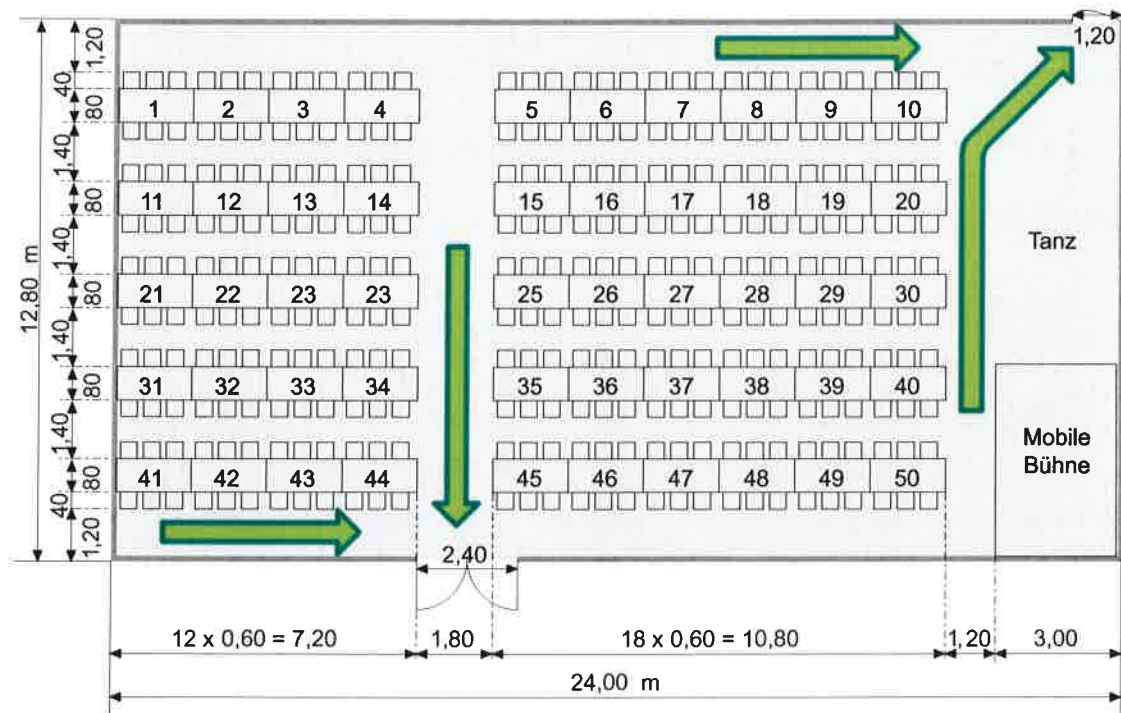 1,20
1,20
40
80
1 2 3 4 5 6 7 8 9 10
1,40
80
11 12 13 14 15 16 17 18 19 20
1,40
Tanz
12,80 m
80
21 22 23 23 25 26 27 28 29 30
1,40
80
31 32 33 34 35 36 37 38 39 40
1,40
Mobile
Bühne
80
41 42 43 44 45 46 47 48 49 50
40
1,20
2,40
12 x 0,60 = 7,20 1,80 18 x 0,60 = 10,80 1,20 3,00
24,00 m